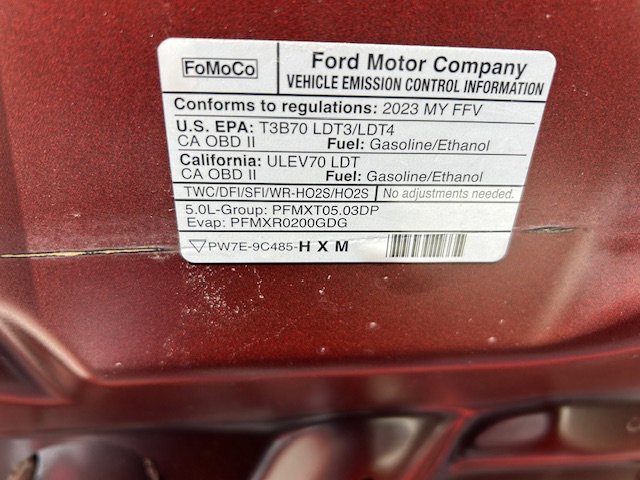 FoMoCo
Ford Motor Company
VEHICLE EMISSION CONTROL INFORMATION
Conforms to regulations: 2023 MY FFV
U.S. EPA: T3B70 LDT3/LDT4
CA OBD II Fuel: Gasoline/Ethanol
California: ULEV70 LDT
CA OBD II Fuel: Gasoline/Ethanol
TWC/DFI/SFI/WR-HO2S/HO2S No adjustments needed.
5.0L-Group: PFMXT05.03DP
Evap: PFMXR0200GDG
PW7E-9C485-HXM